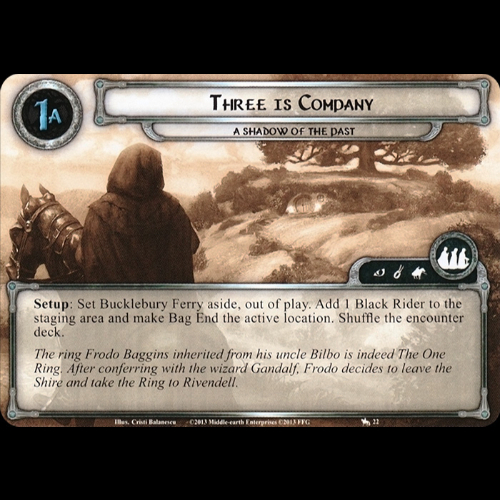 1A
THREE IS COMPANY
A SHADOW OF THE PAST
Setup: Set Bucklebury Ferry aside, out of play. Add 1 Black Rider to the
staging area and make Bag End the active location. Shuffle the encounter
deck.
The ring Frodo Baggins inherited from his uncle Bilbo is indeed The One
Ring. After conferring with the wizard Gandalf, Frodo decides to leave the
Shire and take the Ring to Rivendell.
Illus. Cristi Balanescu ©2013 Middle-earth Enterprises ©2013 FFG 22